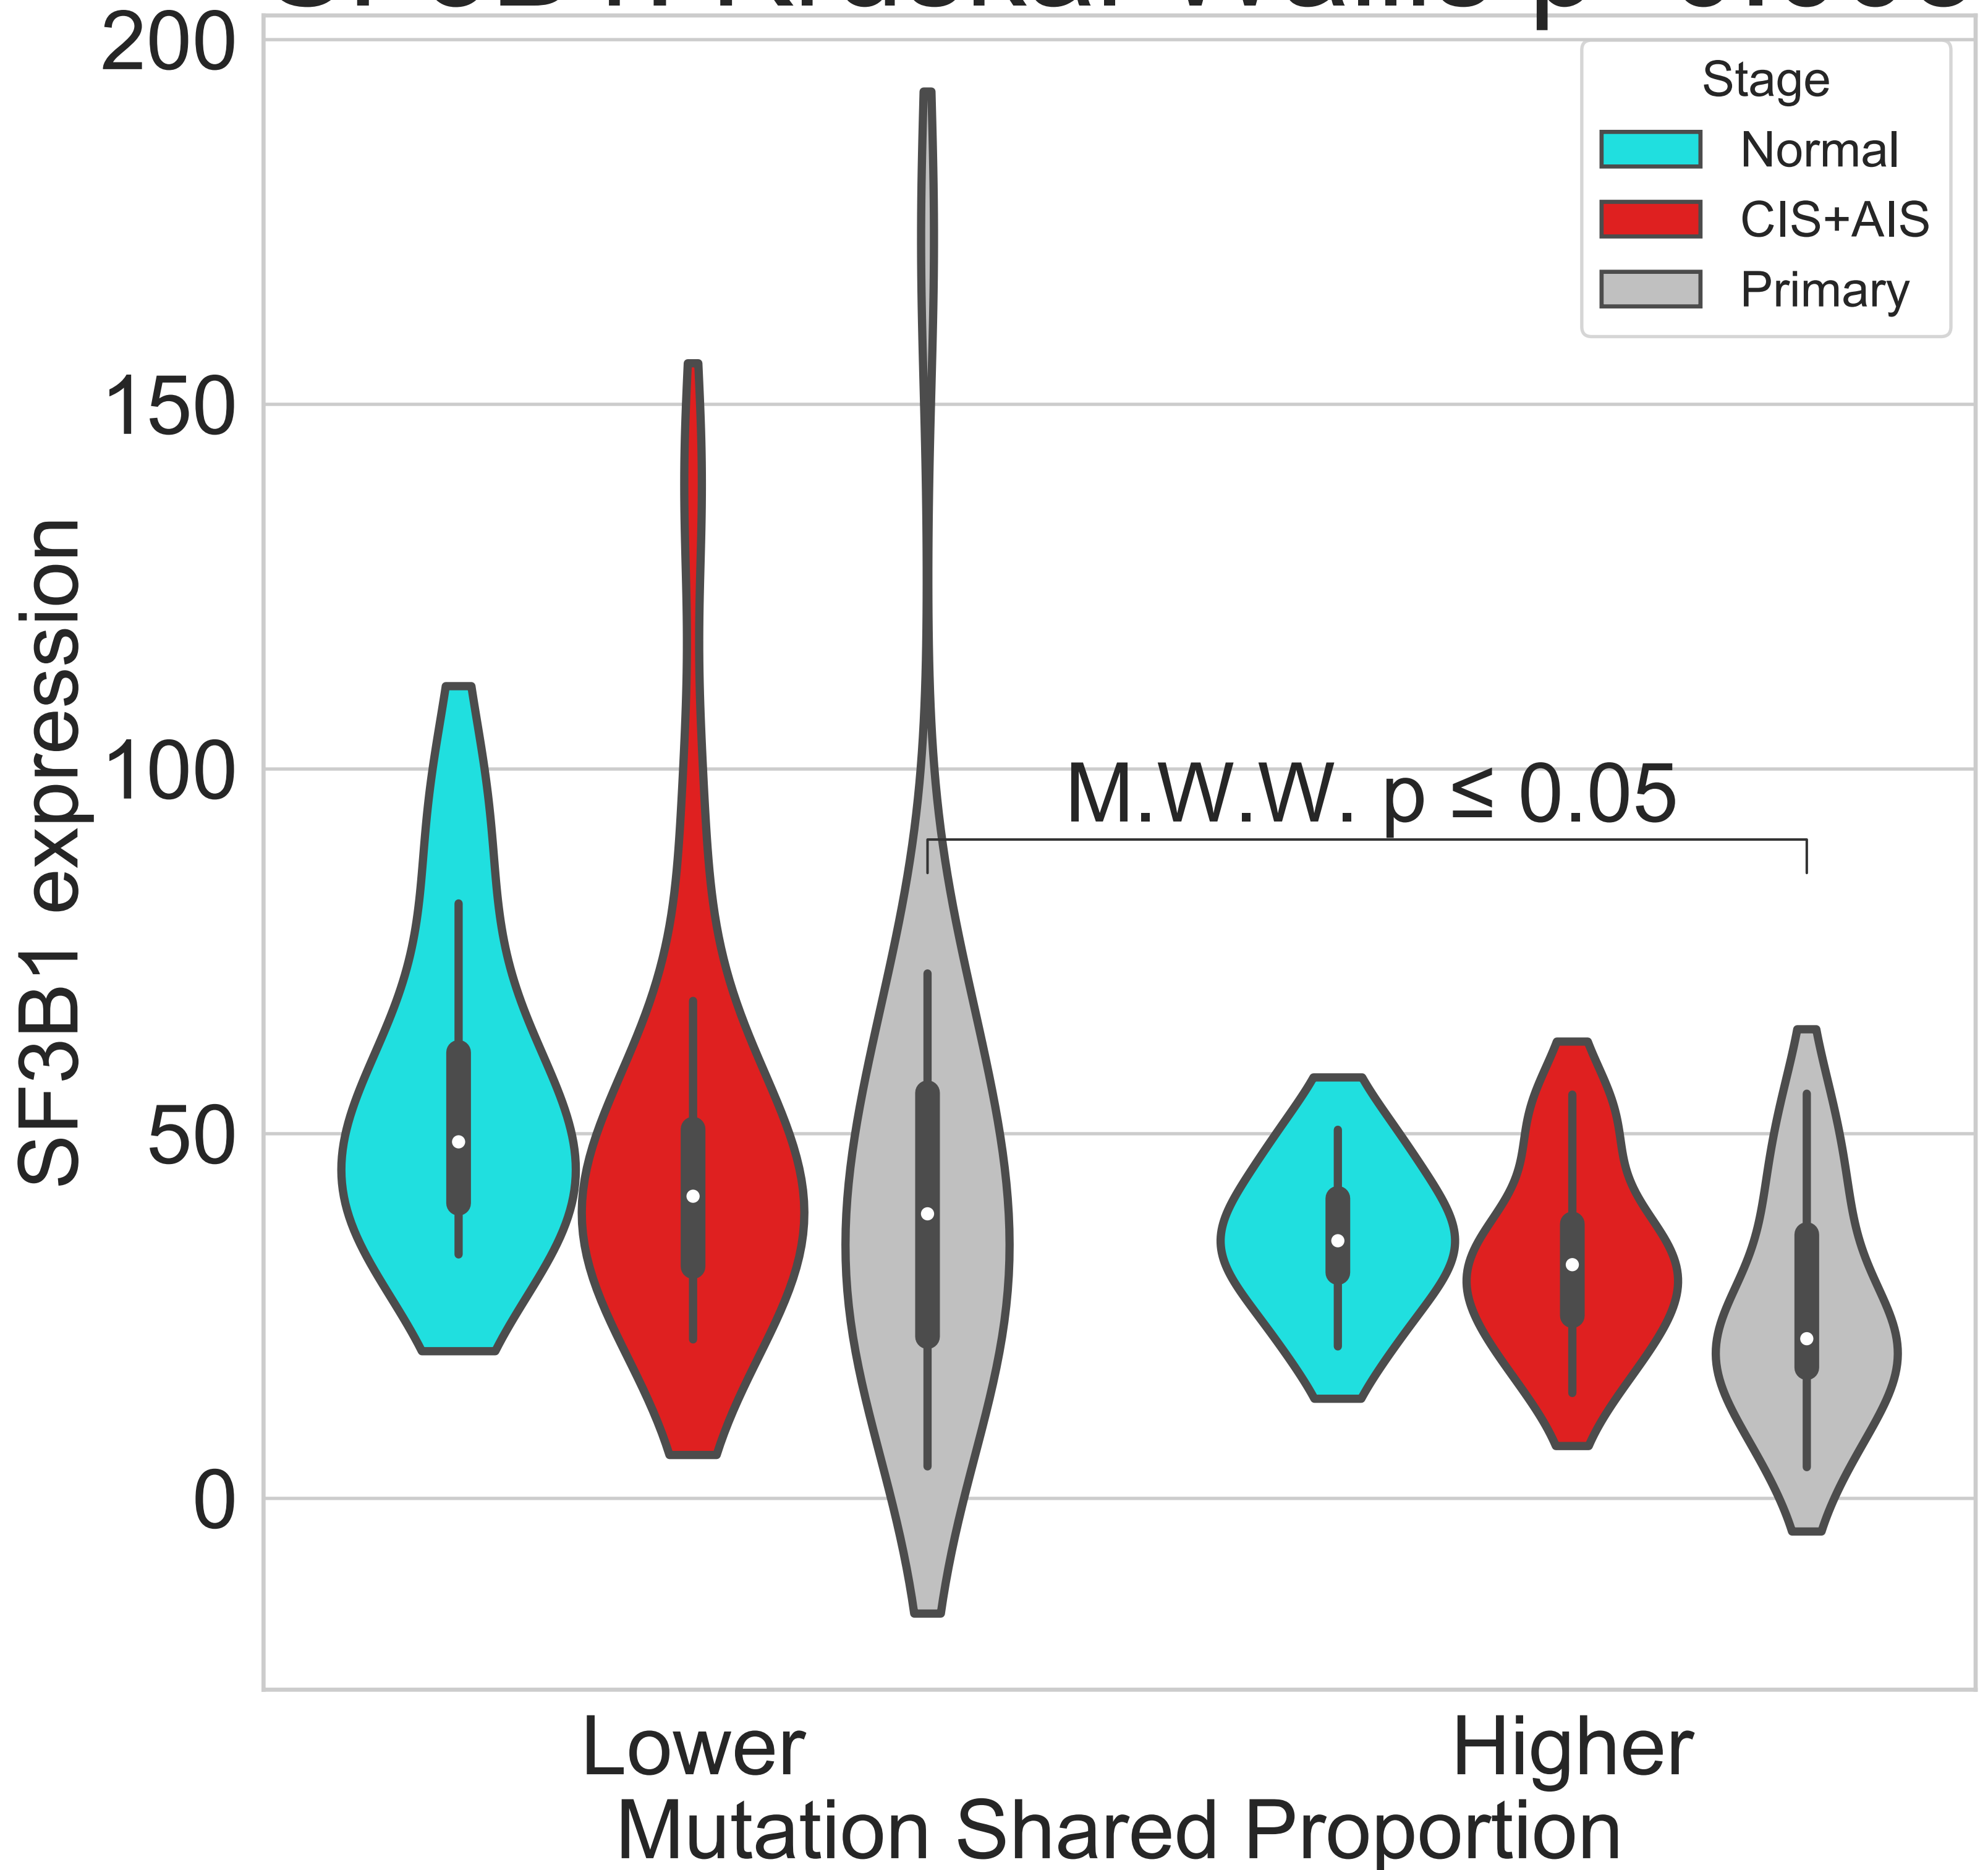 200
Stage
Normal
CIS+AIS
Primary
150
100
M.W.W. p ≤ 0.05
50
0
SF3B1 expression
Lower
Higher
Mutation Shared Proportion